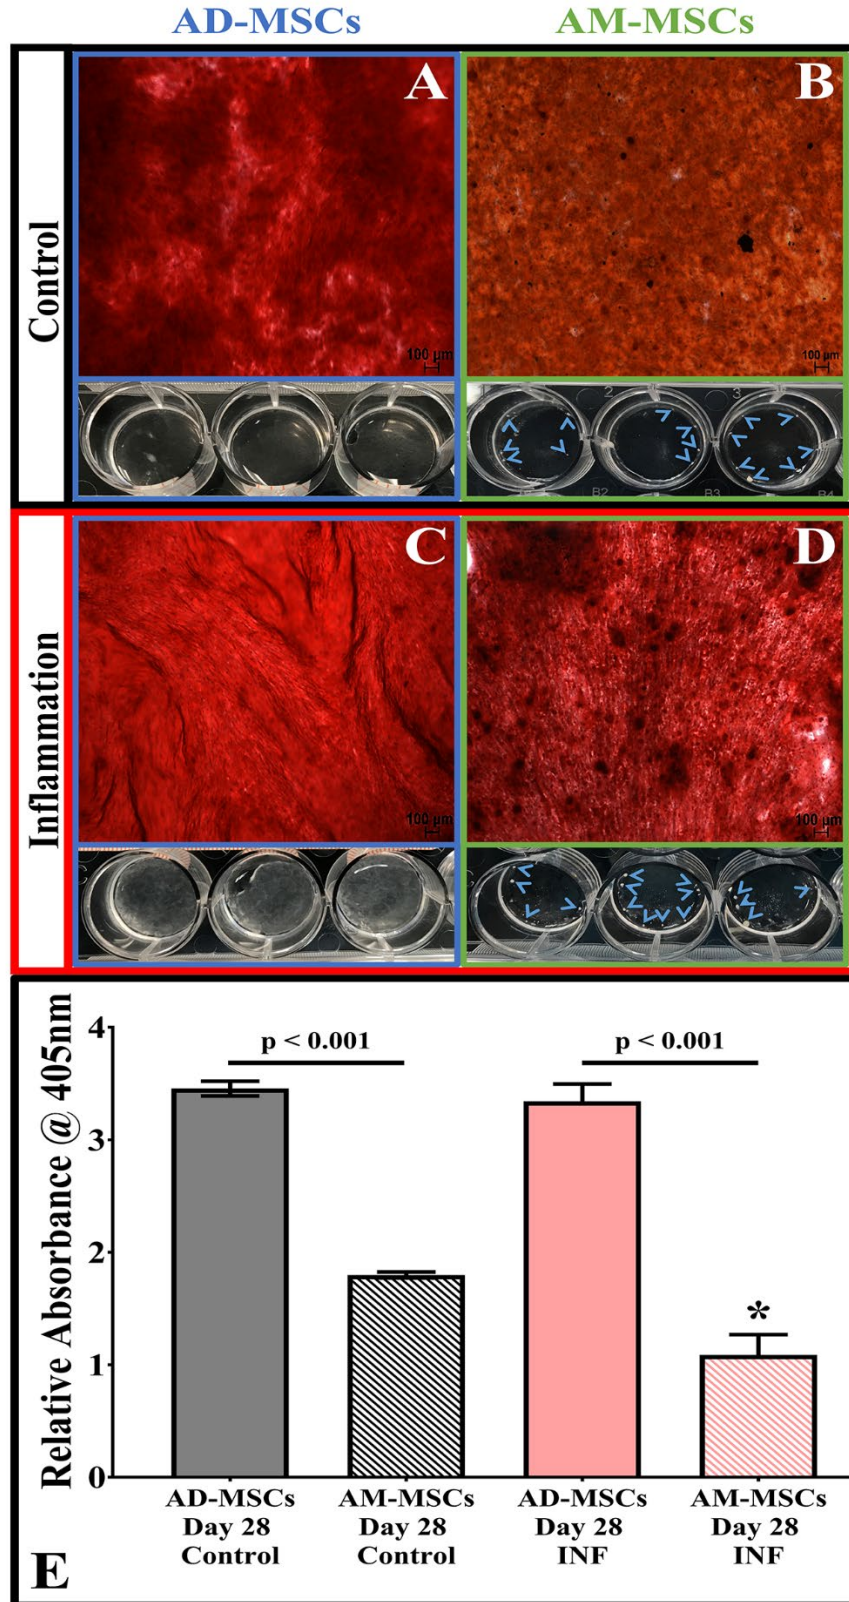 AD-MSCs AM-MSCs
Control
A
100 µm
B
100 µm
2 3
B2 B3 B4
Inflammation
C
100 µm
D
100 µm
Relative Absorbance @ 405nm
4
3
2
1
0
p < 0.001 p < 0.001
*
AD-MSCs
Day 28
Control
AM-MSCs
Day 28
Control
AD-MSCs
Day 28
INF
AM-MSCs
Day 28
INF
E